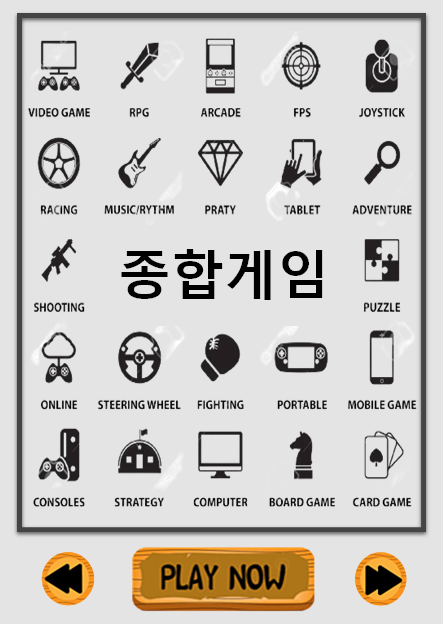 VIDEO GAME RPG ARCADE FPS JOYSTICK
RACING MUSIC/RYTHM PRATY TABLET ADVENTURE
종합게임
SHOOTING PUZZLE
ONLINE STEERING WHEEL FIGHTING PORTABLE MOBILE GAME
CONSOLES STRATEGY COMPUTER BOARD GAME CARD GAME
PLAY NOW